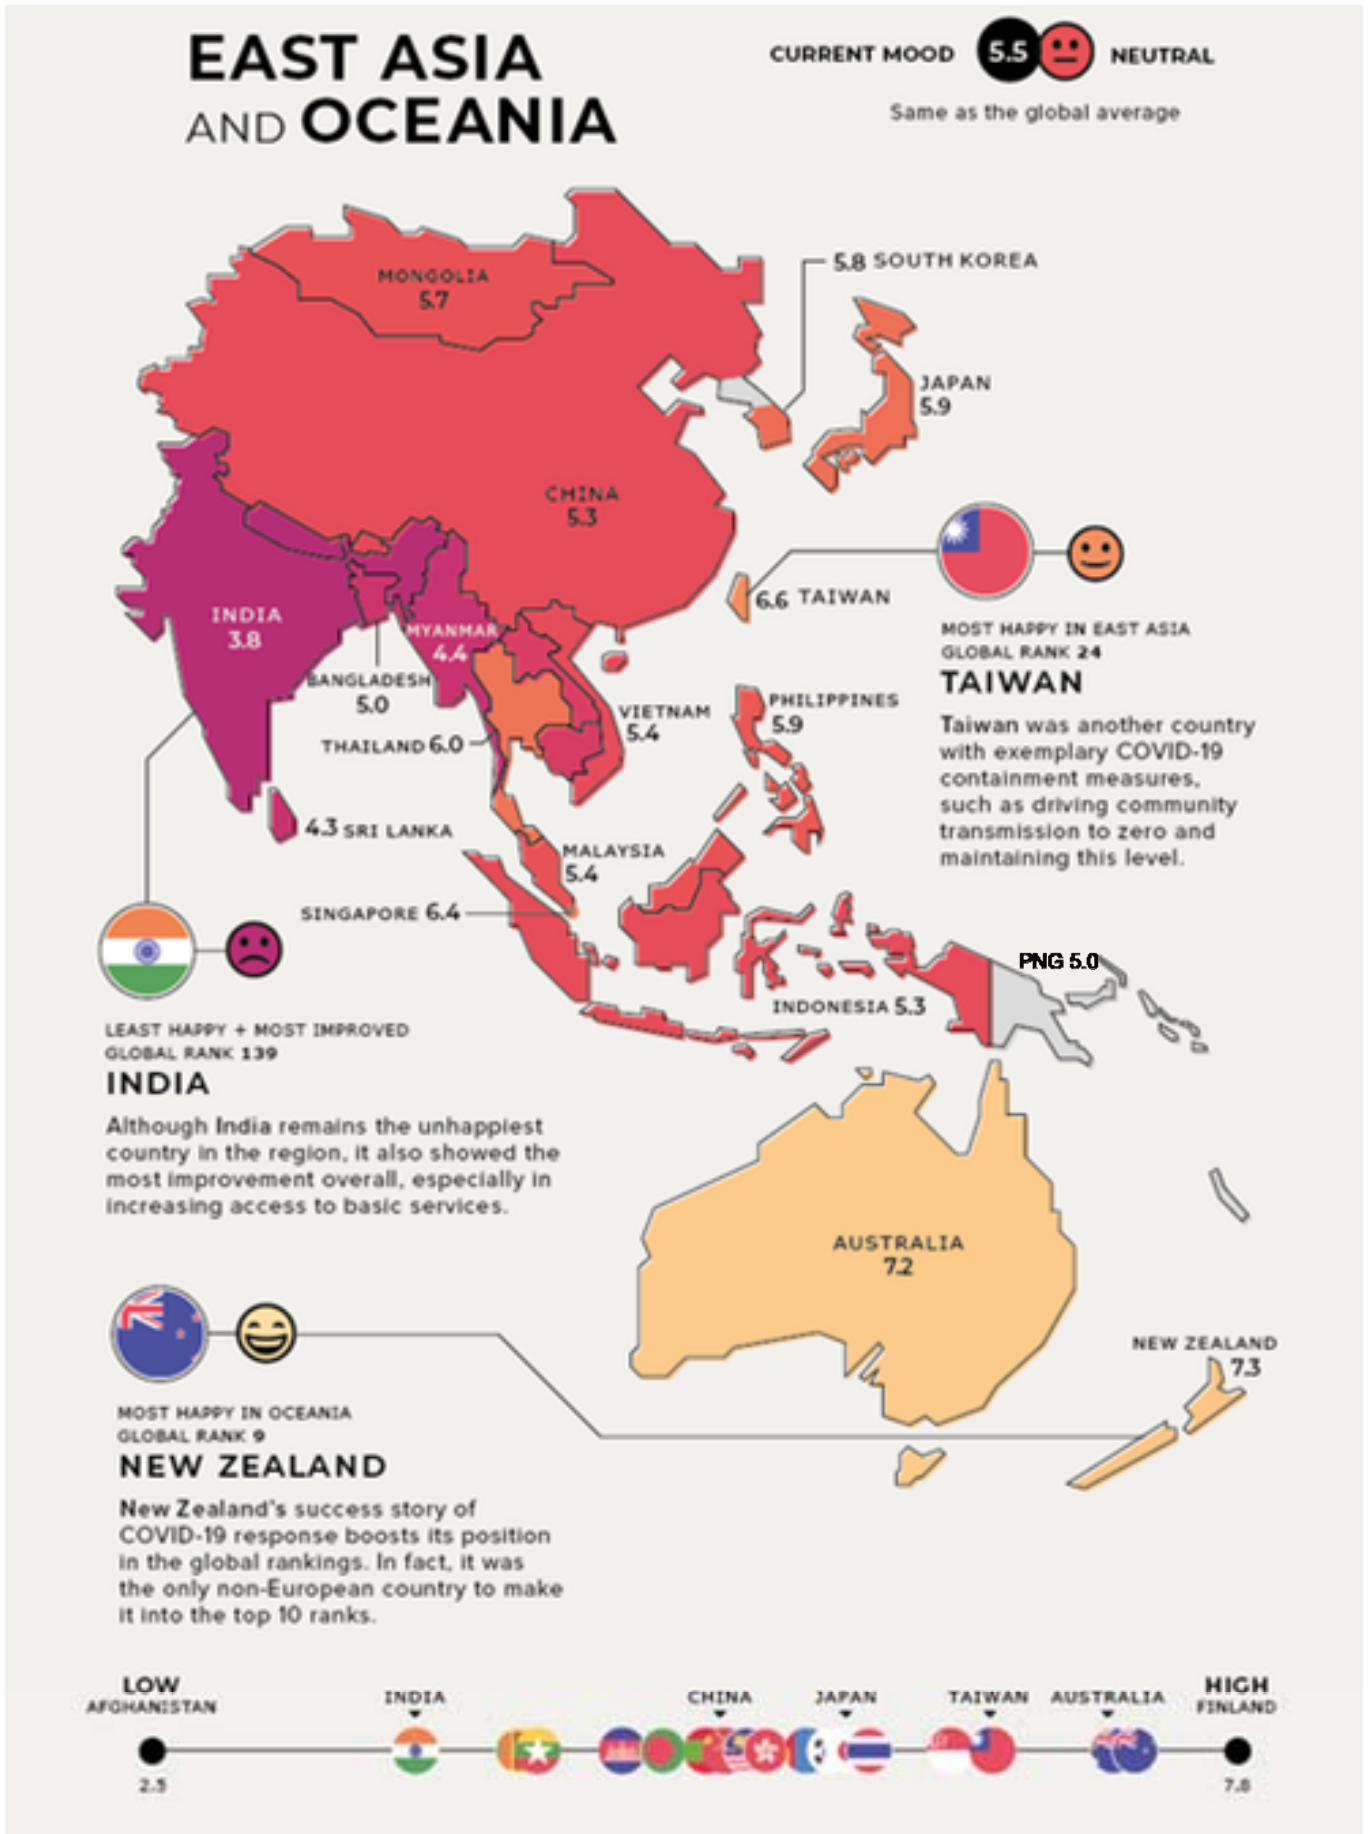 EAST ASIA
AND OCEANIA
CURRENT MOOD 5.5 NEUTRAL
Same as the global average
MONGOLIA
5.7
5.8 SOUTH KOREA
JAPAN
5.9
CHINA
5.3
6.6 TAIWAN
MOST HAPPY IN EAST ASIA
GLOBAL RANK 24
TAIWAN
Taiwan was another country
with exemplary COVID-19
containment measures,
such as driving community
transmission to zero and
maintaining this level.
INDIA
3.8
MYANMAR
4.4
BANGLADESH
5.0
THAILAND 6.0
VIETNAM
5.4
PHILIPPINES
5.9
4.3 SRI LANKA
MALAYSIA
5.4
SINGAPORE 6.4
PNG 5.0
INDONESIA 5.3
LEAST HAPPY + MOST IMPROVED
GLOBAL RANK 139
INDIA
Although India remains the unhappiest
country in the region, it also showed the
most improvement overall, especially in
increasing access to basic services.
AUSTRALIA
7.2
NEW ZEALAND
7.3
MOST HAPPY IN OCEANIA
GLOBAL RANK 9
NEW ZEALAND
New Zealand's success story of
COVID-19 response boosts its position
in the global rankings. In fact, it was
the only non-European country to make
it into the top 10 ranks.
LOW
AFGHANISTAN
INDIA
CHINA
JAPAN
TAIWAN
AUSTRALIA
HIGH
FINLAND
2.5
7.8